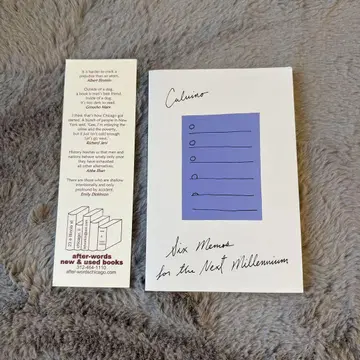 It is harder to crack a
prejudice than an atom.
Albert Einstein
Outside of a dog,
a book is man's best friend.
Inside of a dog,
it's too dark to read.
Groucho Marx
I think that's how Chicago got
started. A bunch of people in New
York said, "Gee, I'm enjoying the
crime and the poverty,
but it just isn't cold enough.
Let's go west."
Richard Jeni
History teaches us that men and
nations behave wisely only once
they have exhausted
all other alternatives.
Abba Eban
There are those who are shallow
intentionally and only
profound by accident.
after-words
new & used books
312-464-1110
after-wordschicago.com
Calvino
Six Memos
for the Next Millennium